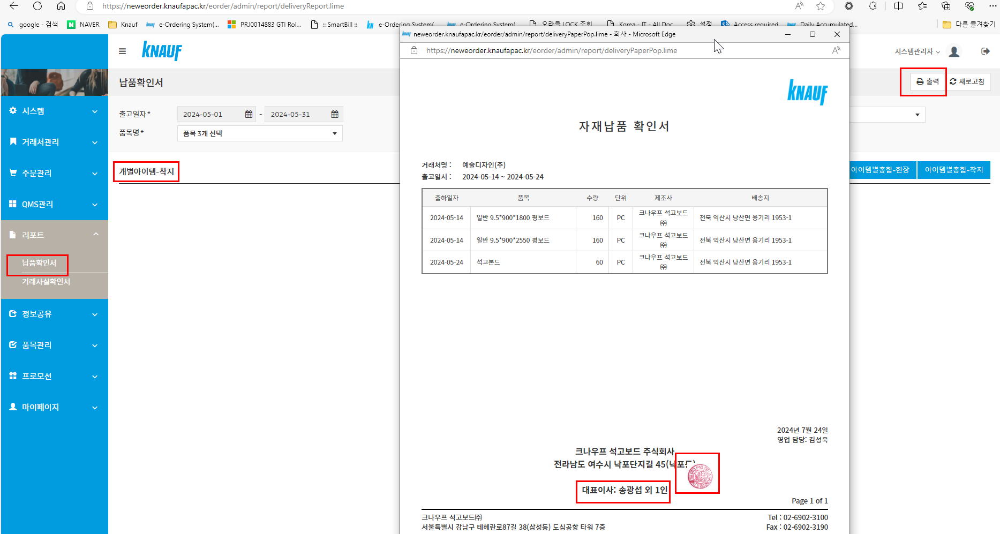 https://neweorder.knaufapac.kr/eorder/admin/report/deliveryReport.lime
google - 검색
NAVER
Knauf
e-Ordering System(...
PRJ0014883 GTI Rol...
:: SmartBill ::
e-Ordering System(
e-Ordering System(
오라클 LOCK 조회
Korea - IT - All Doc
설정
Access required
Daily Accumulated...
다른 즐겨찾기
neweorder.knaufapac.kr/eorder/admin/report/deliveryPaperPop.lime - 회사 - Microsoft Edge
https://neweorder.knaufapac.kr/eorder/admin/report/deliveryPaperPop.lime
KNAUF
시스템관리자
납품확인서
출력
새로고침
출고일자*
2024-05-01
-
2024-05-31
품목명*
품목 3개 선택
개별아이템-착지
아이템별총합-현장
아이템별총합-착지
시스템
거래처관리
주문관리
QMS관리
리포트
납품확인서
거래사실확인서
정보공유
품목관리
프로모션
마이페이지
KNAUF
자재납품 확인서
거래처명 : 예술디자인(주)
출고일시 : 2024-05-14 ~ 2024-05-24
출하일자 품목 수량 단위 제조사 배송지
2024-05-14 일반 9.5*900*1800 평보드 160 PC 크나우프 석고보드㈜ 전북 익산시 낭산면 용기리 1953-1
2024-05-14 일반 9.5*900*2550 평보드 160 PC 크나우프 석고보드㈜ 전북 익산시 낭산면 용기리 1953-1
2024-05-24 석고본드 60 PC 크나우프 석고보드㈜ 전북 익산시 낭산면 용기리 1953-1
2024년 7월 24일
영업 담당: 김성욱
크나우프 석고보드 주식회사
전라남도 여수시 낙포단지길 45(낙포동)
대표이사: 송광섭 외 1인
Page 1 of 1
크나우프 석고보드㈜
Tel : 02-6902-3100
서울특별시 강남구 테헤란로87길 38(삼성동) 도심공항 타워 7층
Fax : 02-6902-3190